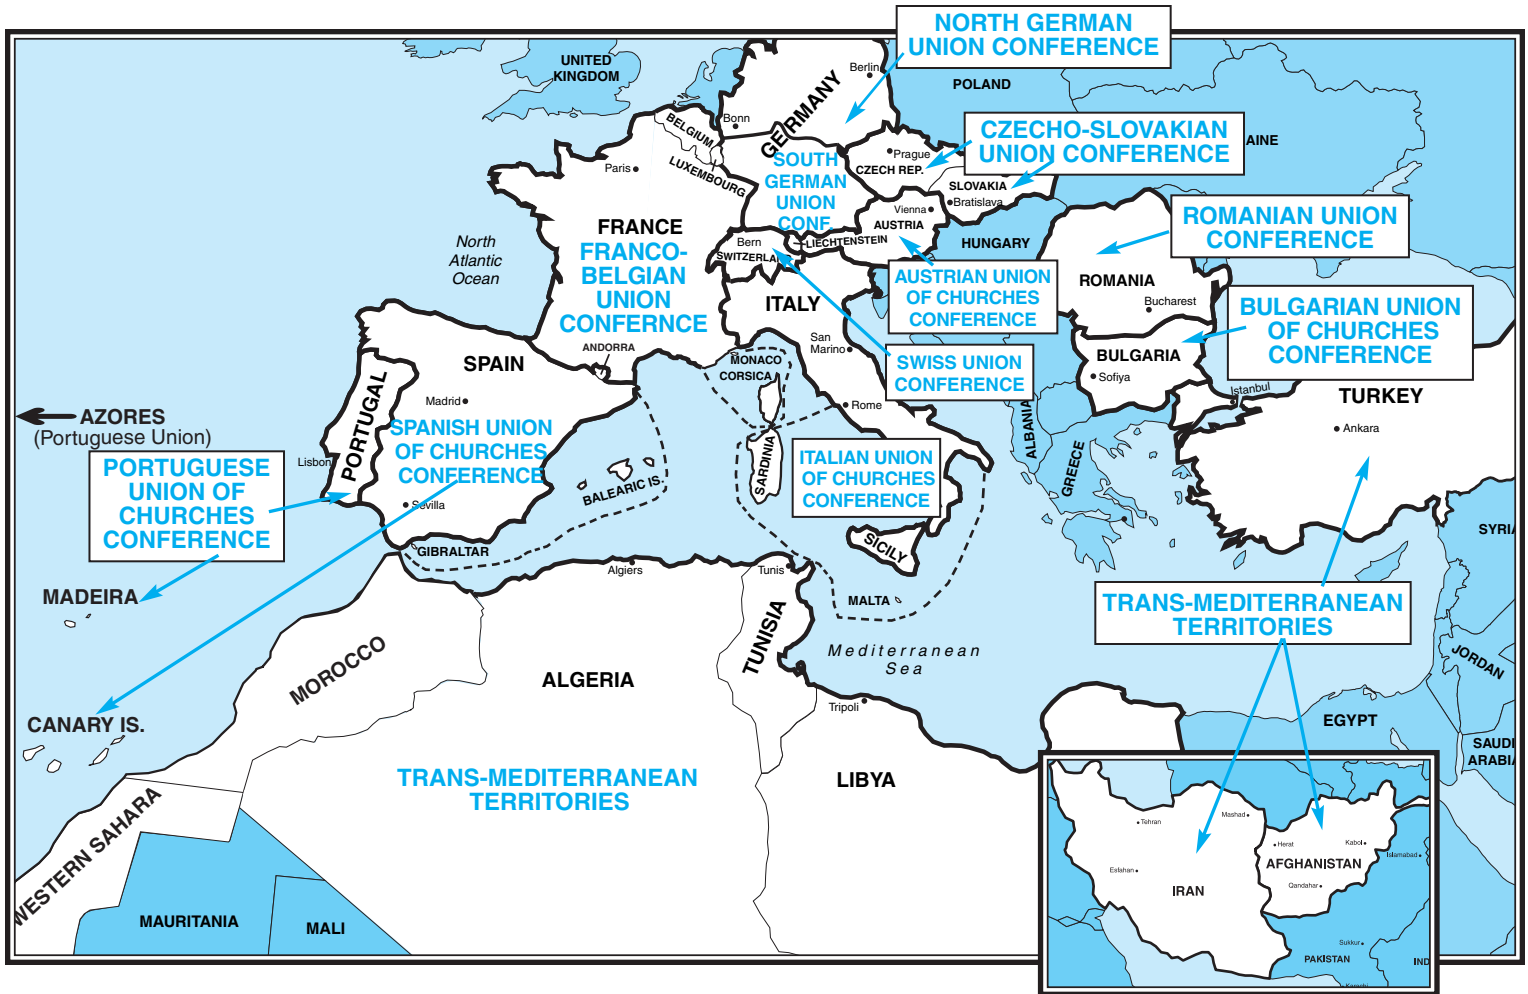 NORTH GERMAN
UNION CONFERENCE
UNITED
KINGDOM
Berlin
POLAND
GERMANY
Bonn
BELGIUM
CZECHO-SLOVAKIAN
UNION CONFERENCE
AINE
Paris
LUXEMBOURG
SOUTH
GERMAN
UNION
CONF.
Prague
CZECH REP.
SLOVAKIA
Bratislava
Vienna
AUSTRIA
ROMANIAN UNION
CONFERENCE
FRANCE
FRANCO-
BELGIAN
UNION
CONFERNCE
North
Atlantic
Ocean
Bern
SWITZERLAND
LIECHTENSTEIN
HUNGARY
AUSTRIAN UNION
OF CHURCHES
CONFERENCE
ROMANIA
Bucharest
BULGARIAN UNION
OF CHURCHES
CONFERENCE
ITALY
San
Marino
SWISS UNION
CONFERENCE
BULGARIA
Sofiya
ANDORRA
MONACO
CORSICA
SPAIN
PORTUGAL
Madrid
Rome
ALBANIA
Istanbul
TURKEY
Ankara
AZORES
(Portuguese Union)
SPANISH UNION
OF CHURCHES
CONFERENCE
Lisbon
PORTUGUESE
UNION OF
CHURCHES
CONFERENCE
Sevilla
BALEARIC IS.
SARDINIA
ITALIAN UNION
OF CHURCHES
CONFERENCE
GREECE
SYRIA
GIBRALTAR
SICILY
Algiers
Tunis
MALTA
MADEIRA
TRANS-MEDITERRANEAN
TERRITORIES
MOROCCO
ALGERIA
TUNISIA
Mediterranean
Sea
JORDAN
Tripoli
CANARY IS.
EGYPT
SAUDI
ARABIA
TRANS-MEDITERRANEAN
TERRITORIES
LIBYA
WESTERN SAHARA
MAURITANIA
MALI
Tehran
Mashad
Herat
Kabol
Islamabad
AFGHANISTAN
Esfahan
IRAN
Qandahar
Sukkur
PAKISTAN
IND
Karachi